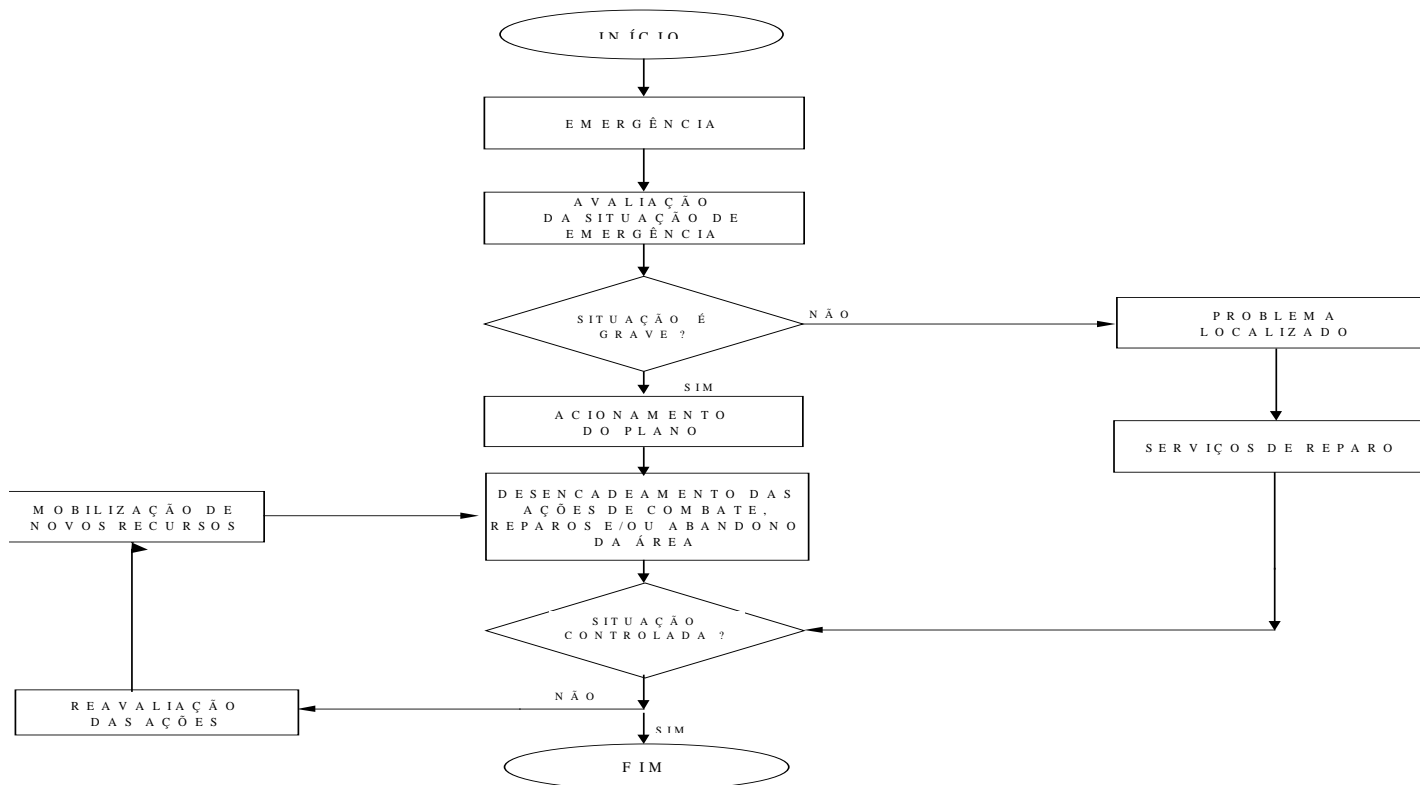 INÍCIO
EMERGÊNCIA
AVALIAÇÃO
DA SITUAÇÃO DE
EMERGÊNCIA
SITUAÇÃO É
GRAVE ?
NÃO
PROBLEMA
LOCALIZADO
SIM
ACIONAMENTO
DO PLANO
SERVIÇOS DE REPARO
MOBILIZAÇÃO DE
NOVOS RECURSOS
DESENCADEAMENTO DAS
AÇÕES DE COMBATE,
REPAROS E/OU ABANDONO
DA ÁREA
SITUAÇÃO
CONTROLADA ?
NÃO
REAVALIAÇÃO
DAS AÇÕES
SIM
FIM